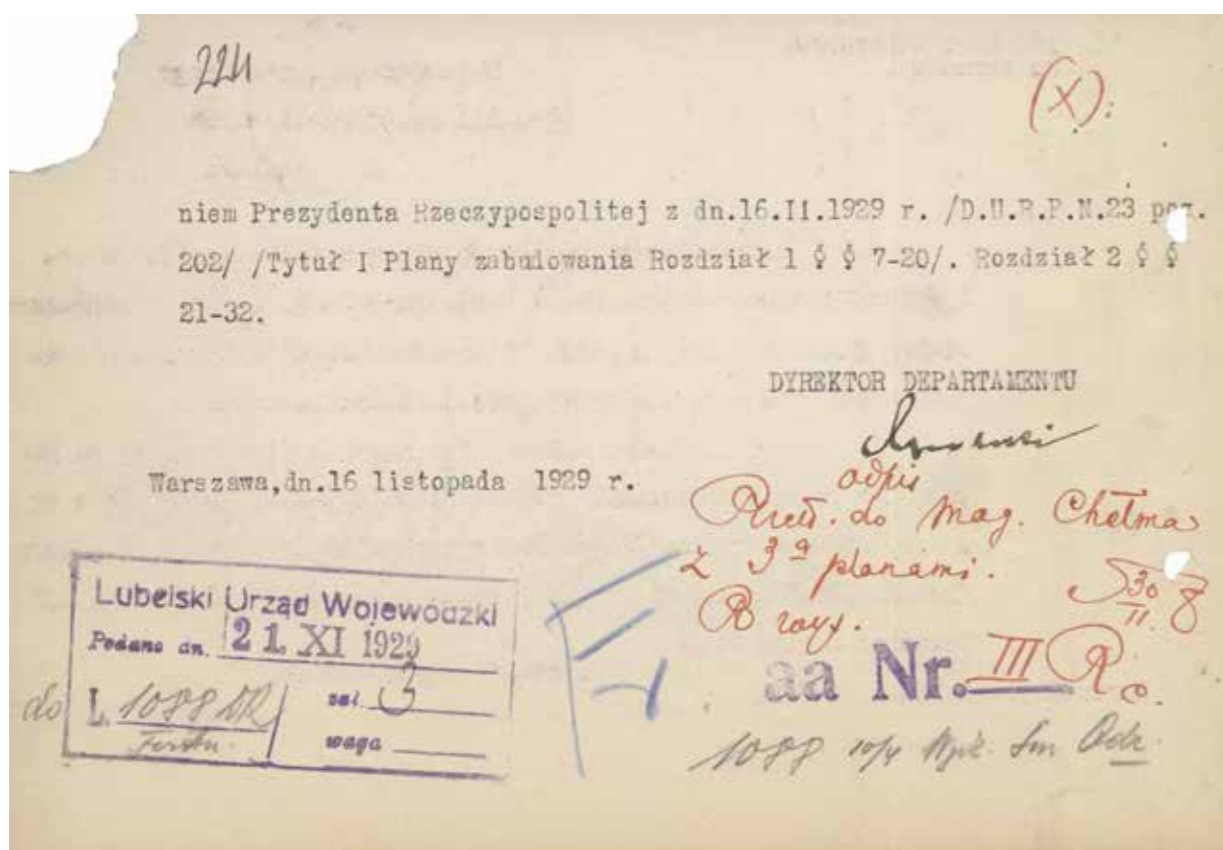 224
(X).
niem Prezydenta Rzeczypospolitej z dn.16.II.1929 r. /D.U.R.P.N.23 poz.
202/ /Tytuł I Plany zabudowania Rozdział 1 § § 7-20/. Rozdział 2 § §
21-32.
DYREKTOR DEPARTAMENTU
Warszawa,dn.16 listopada 1929 r.
odpis
do Mag. Chełma
z 3ª planami.
30
Lubelski Urząd Wojewódzki
Podano dn. 21. XI 1929
do L. 1088
zał. 3
waga
aa Nr. III
1088